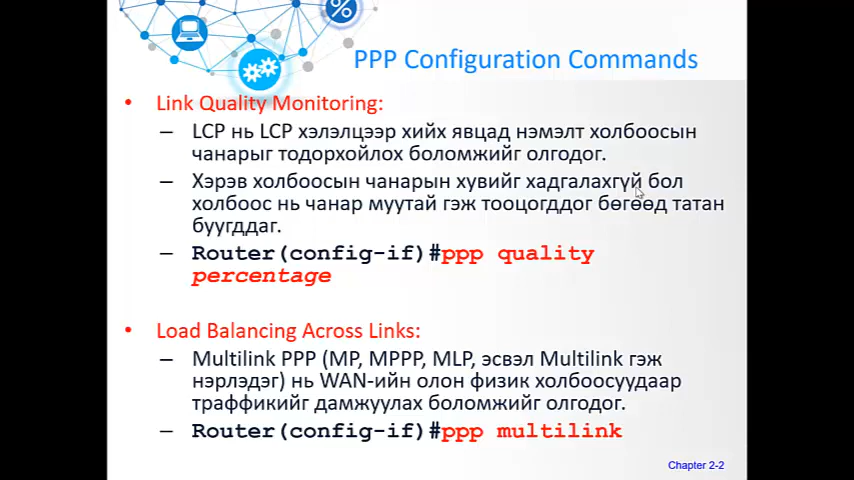 PPP Configuration Commands
• Link Quality Monitoring:
– LCP нь LCP хэлэлцээр хийх явцад нэмэлт холбоосын
чанарыг тодорхойлох боломжийг олгодог.
– Хэрэв холбоосын чанарын хувийг хадгалахгүй бол
холбоос нь чанар муутай гэж тооцогддог бөгөөд татан
буугддаг.
– Router(config-if)#ppp quality
percentage
• Load Balancing Across Links:
– Multilink PPP (MP, MPPP, MLP, эсвэл Multilink гэж
нэрлэдэг) нь WAN-ийн олон физик холбоосуудаар
траффикийг дамжуулах боломжийг олгодог.
– Router(config-if)#ppp multilink
Chapter 2-2